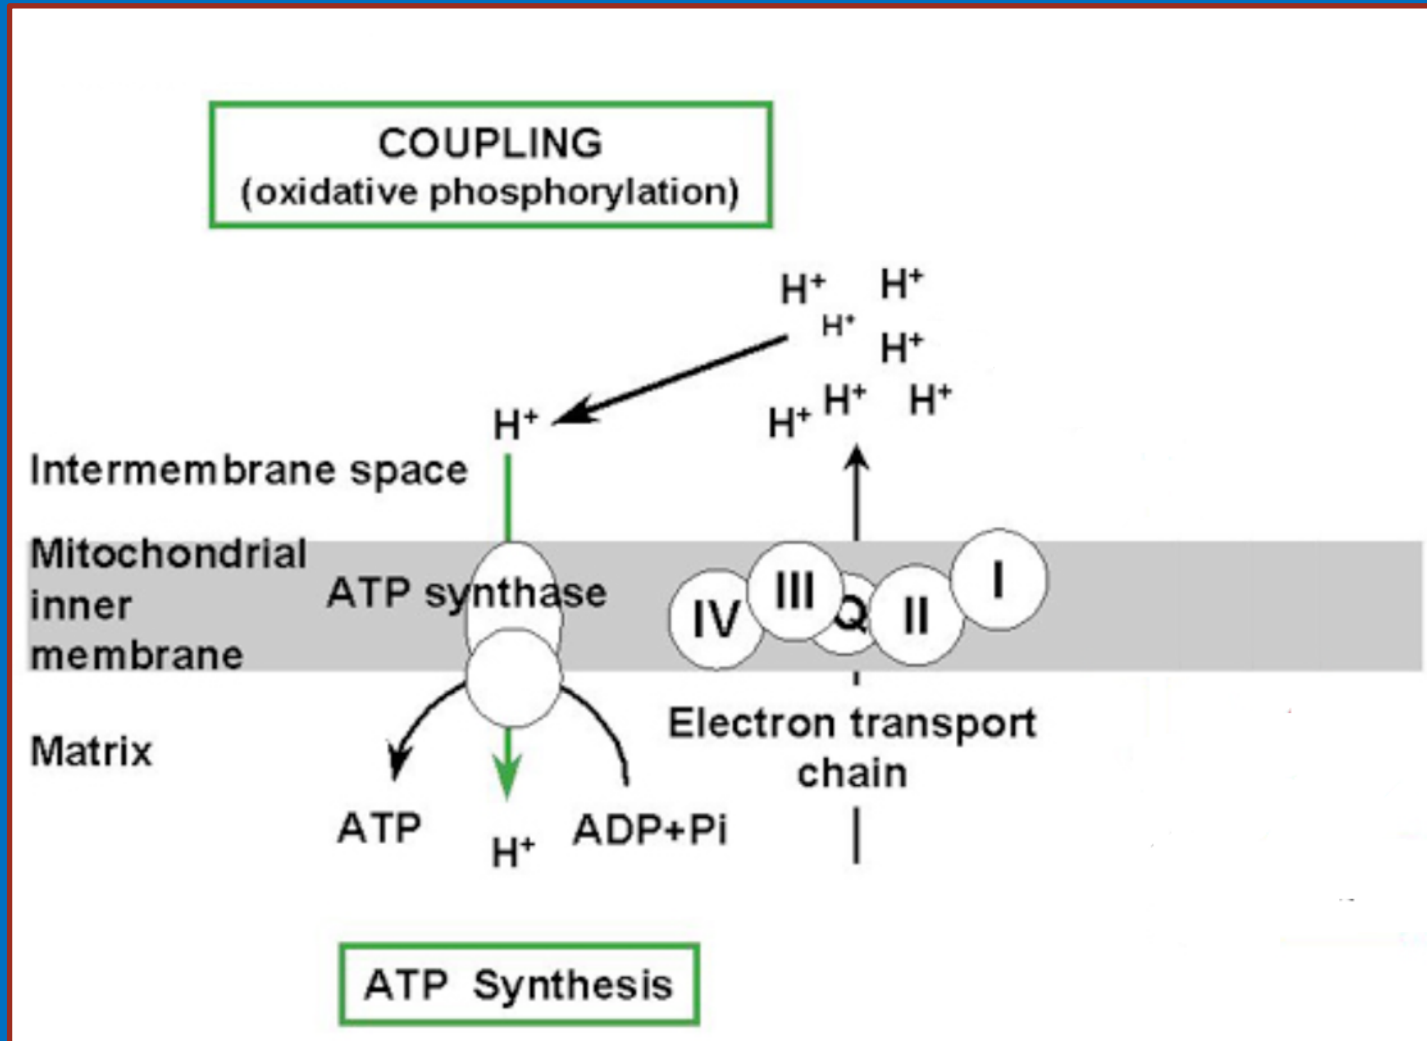 COUPLING
(oxidative phosphorylation)
H⁺ H⁺
H⁺
H⁺
H⁺ H⁺ H⁺
H⁺
Intermembrane space
Mitochondrial
inner
membrane
ATP synthase
IV III Q II I
Matrix
Electron transport
chain
ATP H⁺ ADP+Pi
ATP Synthesis